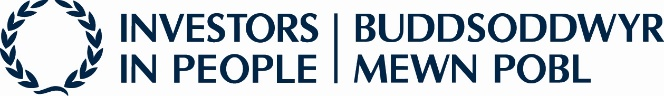 INVESTORS
IN PEOPLE
BUDDSODDWYR
MEWN POBL